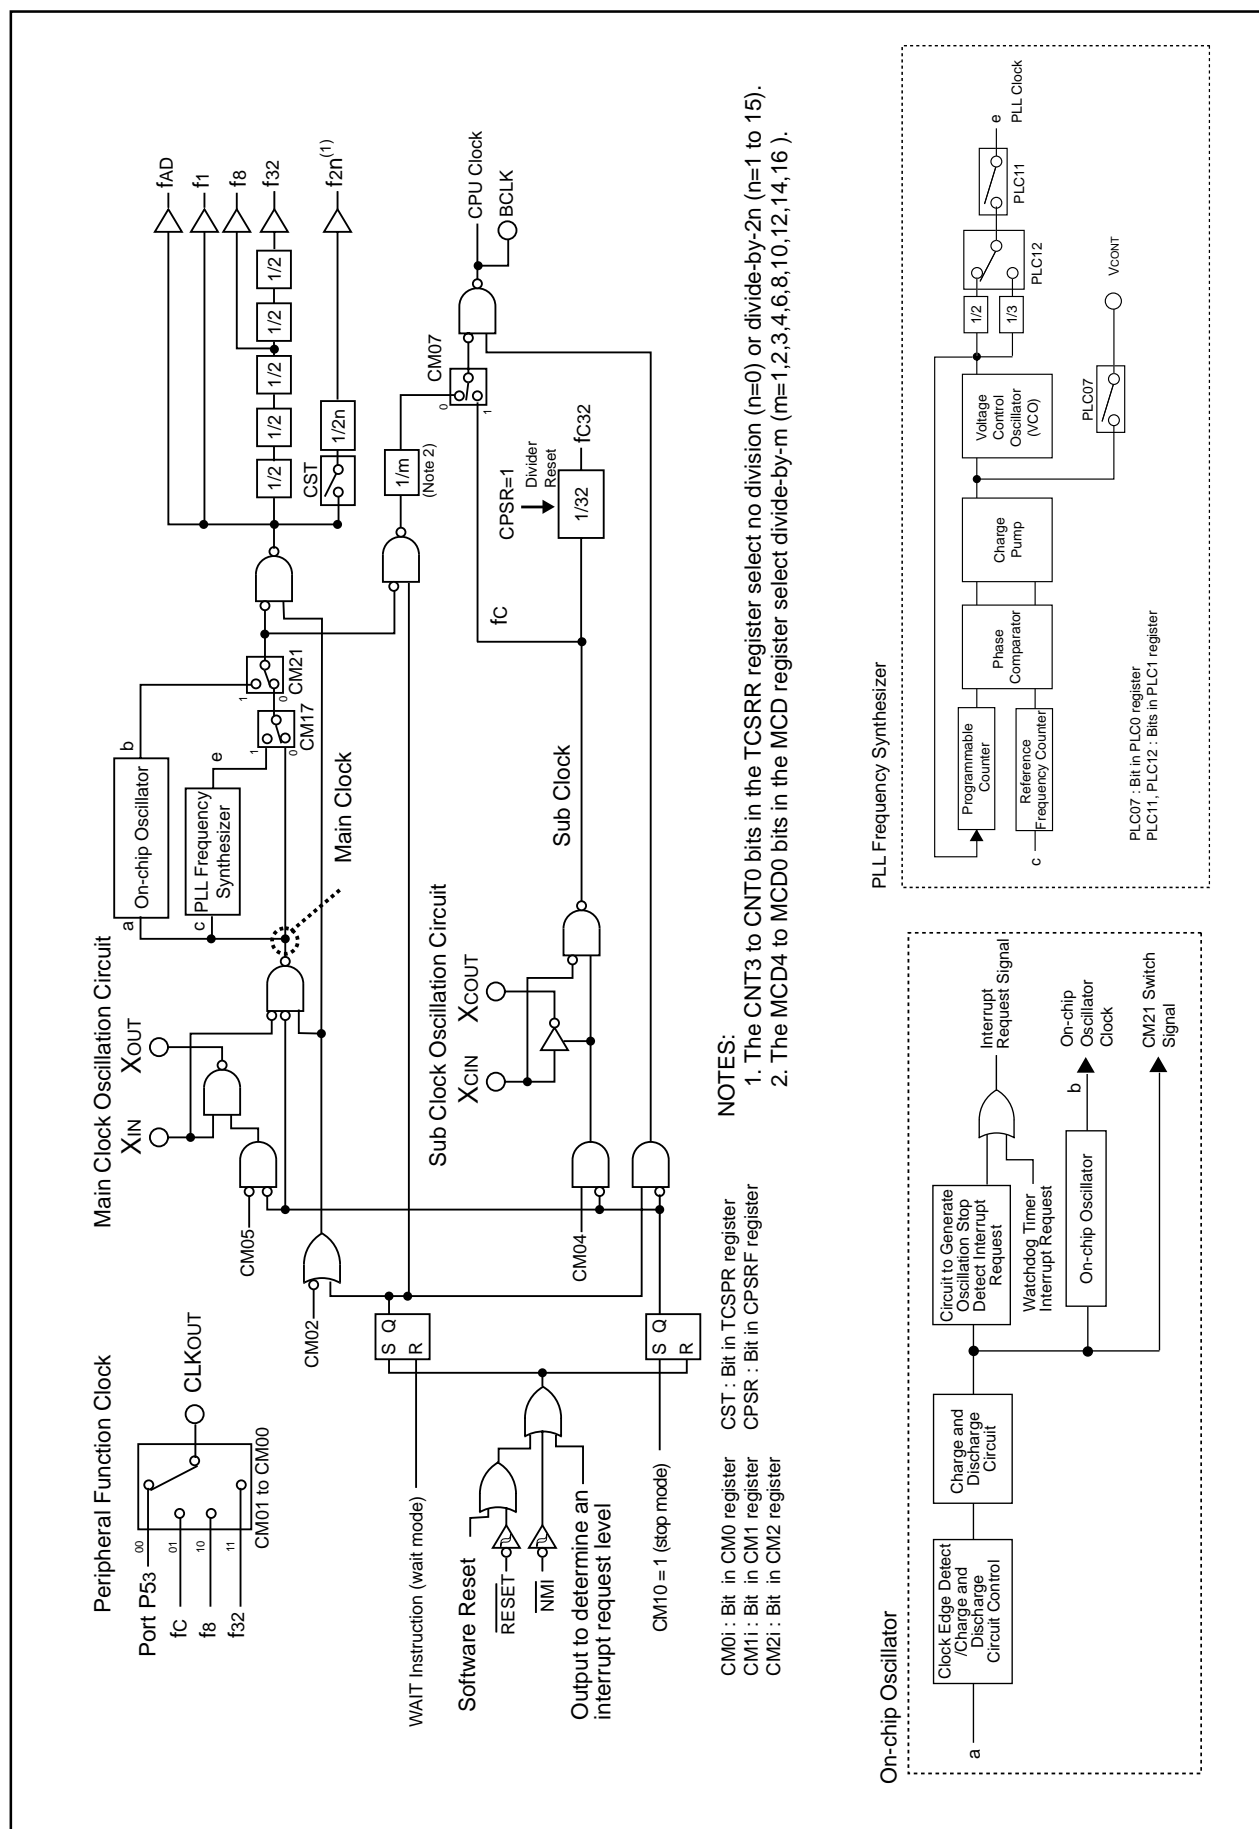 Peripheral Function Clock
Port P53
fC
f8
f32
00
01
10
11
CLKOUT
CM01 to CM00
Main Clock Oscillation Circuit
XIN
XOUT
CM05
CM02
a
On-chip Oscillator
b
c
PLL Frequency
Synthesizer
e
1
0
CM17
1
0
CM21
Main Clock
1/2
1/2
1/2
1/2
1/2
CST
1/2n
fAD
f1
f8
f32
f2n(1)
1/m
(Note 2)
0
1
CM07
CPU Clock
BCLK
WAIT Instruction (wait mode)
S Q
R
Sub Clock Oscillation Circuit
XCIN
XCOUT
CM04
Sub Clock
fC
CPSR=1
Divider
Reset
1/32
fC32
Software Reset
RESET
NMI
Output to determine an
interrupt request level
CM10 = 1 (stop mode)
S Q
R
CM0i : Bit in CM0 register
CM1i : Bit in CM1 register
CM2i : Bit in CM2 register
CST : Bit in TCSPR register
CPSR : Bit in CPSRF register
NOTES:
1. The CNT3 to CNT0 bits in the TCSRR register select no division (n=0) or divide-by-2n (n=1 to 15).
2. The MCD4 to MCD0 bits in the MCD register select divide-by-m (m=1,2,3,4,6,8,10,12,14,16 ).
On-chip Oscillator
a
Clock Edge Detect
/Charge and
Discharge
Circuit Control
Charge and
Discharge
Circuit
Circuit to Generate
Oscillation Stop
Detect Interrupt
Request
Watchdog Timer
Interrupt Request
Interrupt
Request Signal
On-chip Oscillator
b
On-chip
Oscillator
Clock
CM21 Switch
Signal
PLL Frequency Synthesizer
c
Programmable
Counter
Reference
Frequency Counter
Phase
Comparator
Charge
Pump
Voltage
Control
Oscillator
(VCO)
1/2
1/3
PLC12
PLC11
e
PLL Clock
PLC07
VCONT
PLC07 : Bit in PLC0 register
PLC11, PLC12 : Bits in PLC1 register